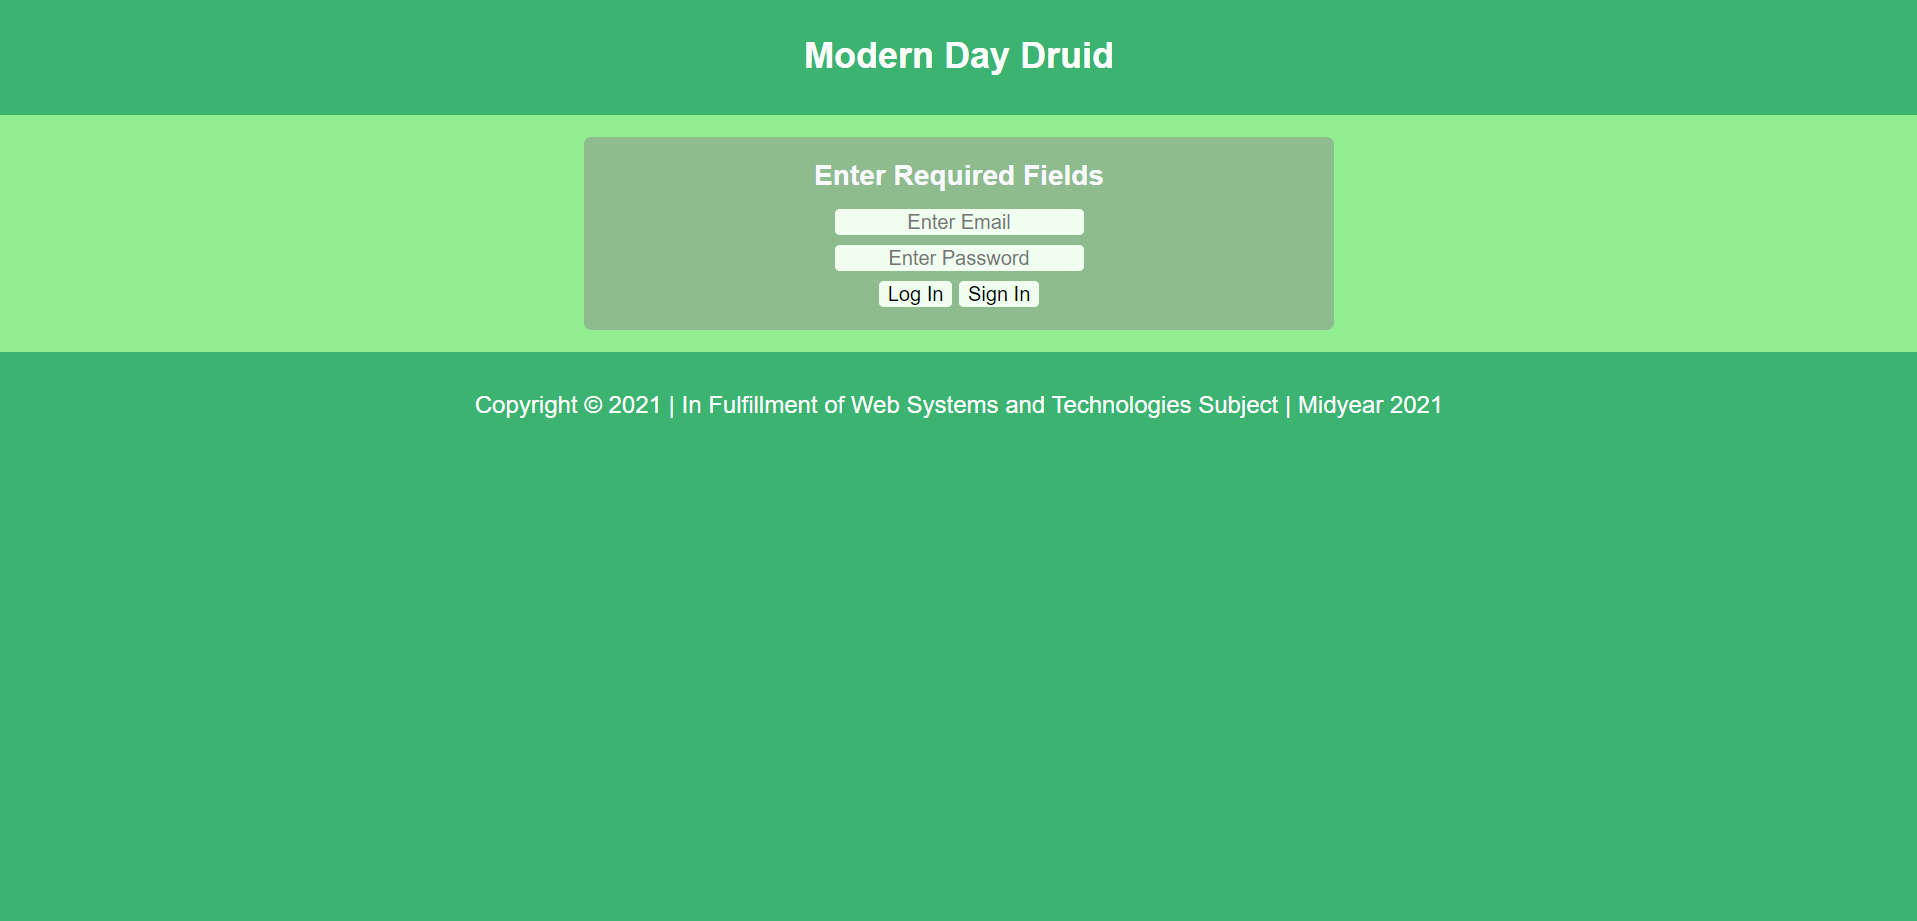 Modern Day Druid
Enter Required Fields
Enter Email
Enter Password
Log In Sign In
Copyright © 2021 | In Fulfillment of Web Systems and Technologies Subject | Midyear 2021